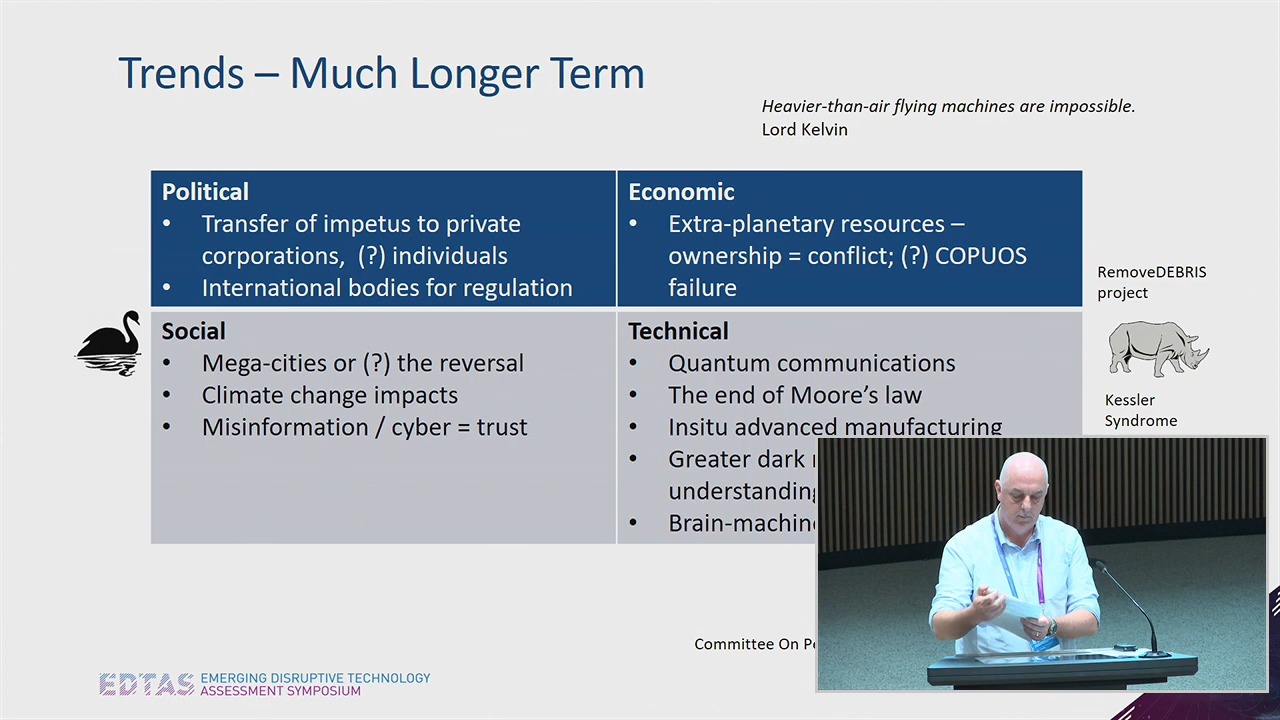 Trends – Much Longer Term
Heavier-than-air flying machines are impossible.
Lord Kelvin
Political
• Transfer of impetus to private
corporations, (?) individuals
• International bodies for regulation
Economic
• Extra-planetary resources –
ownership = conflict; (?) COPUOS
failure
RemoveDEBRIS
project
Social
• Mega-cities or (?) the reversal
• Climate change impacts
• Misinformation / cyber = trust
Technical
• Quantum communications
• The end of Moore's law
• Insitu advanced manufacturing
• Greater dark
understanding
• Brain-machine
Kessler
Syndrome
Committee On
EDTAS
EMERGING DISRUPTIVE TECHNOLOGY
ASSESSMENT SYMPOSIUM